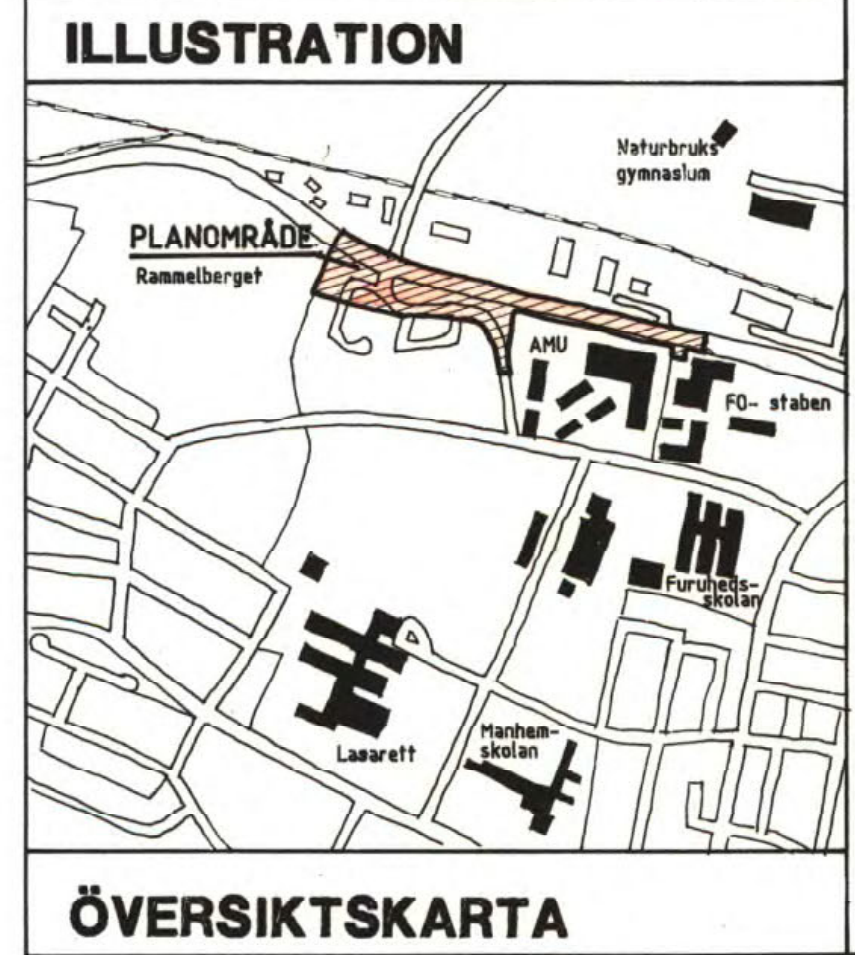 ILLUSTRATION
Naturbruks
gymnasium
PLANOMRÅDE
Rammelberget
AMU
FO- staben
Furuheds-
skolan
Manhem-
skolan
Lasarett
ÖVERSIKTSKARTA